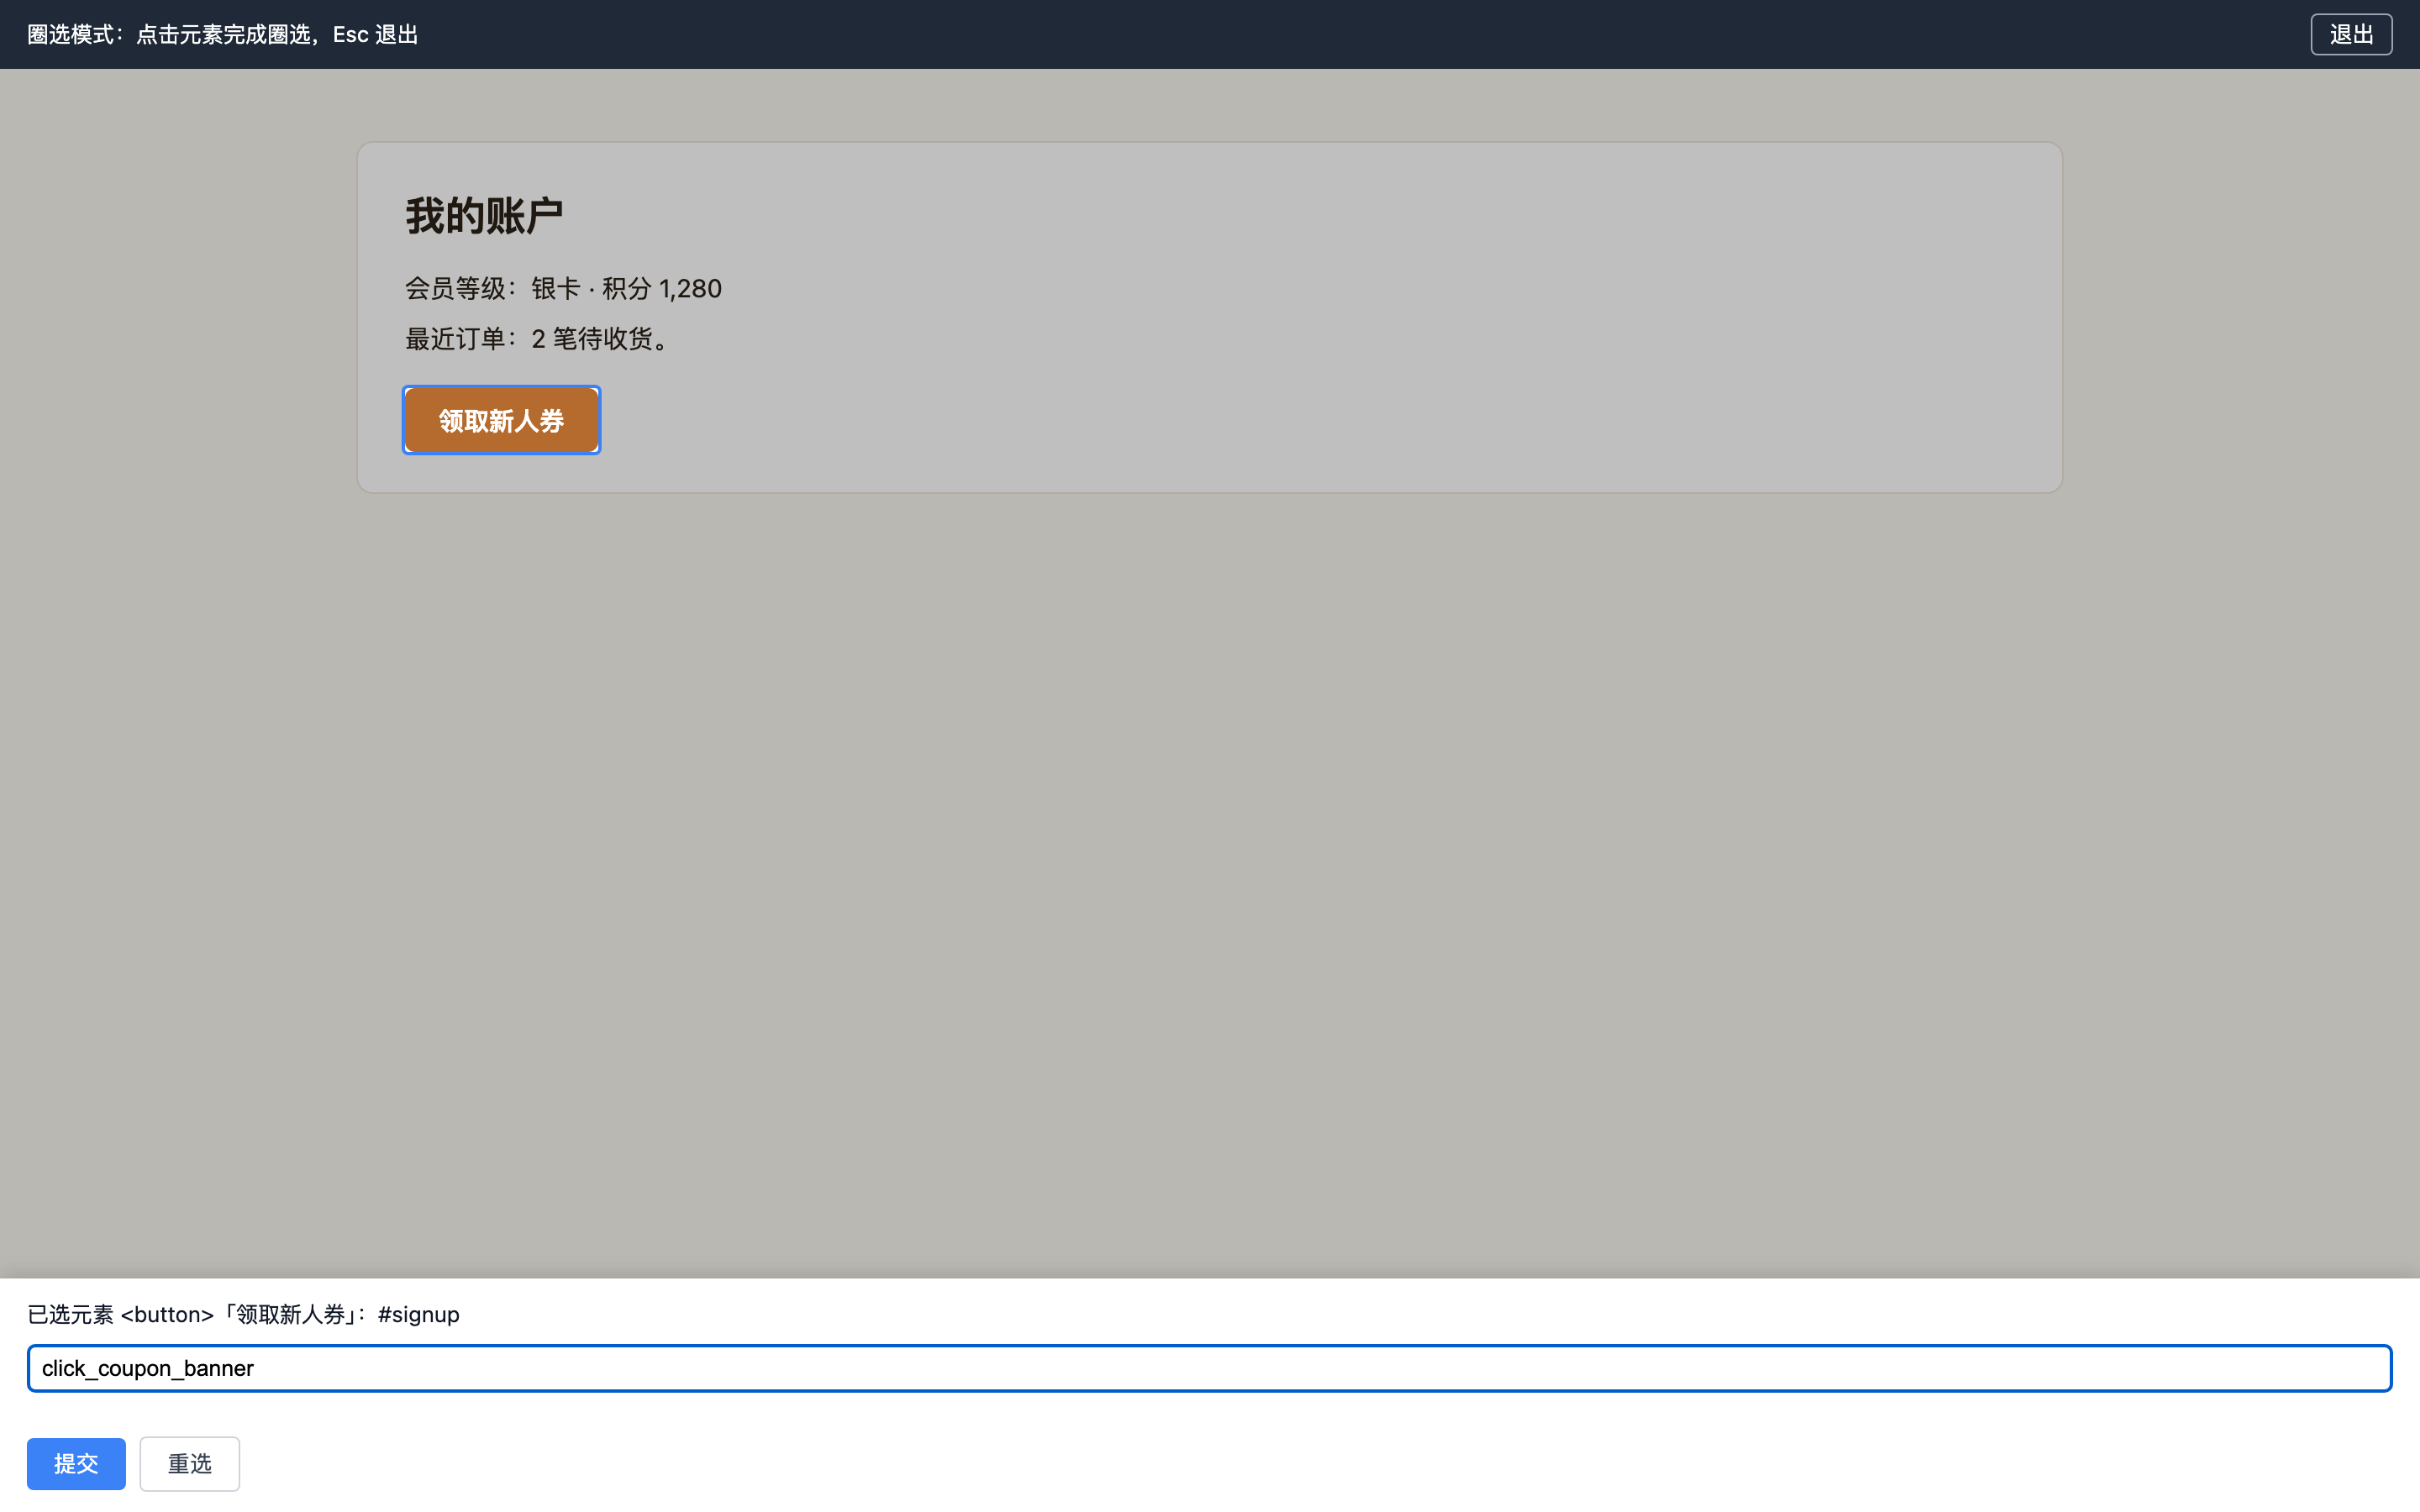 圈选模式：点击元素完成圈选，Esc 退出
退出
我的账户
会员等级：银卡 · 积分 1,280
最近订单：2 笔待收货。
领取新人券
已选元素 <button>「领取新人券」：#signup
click_coupon_banner
提交
重选